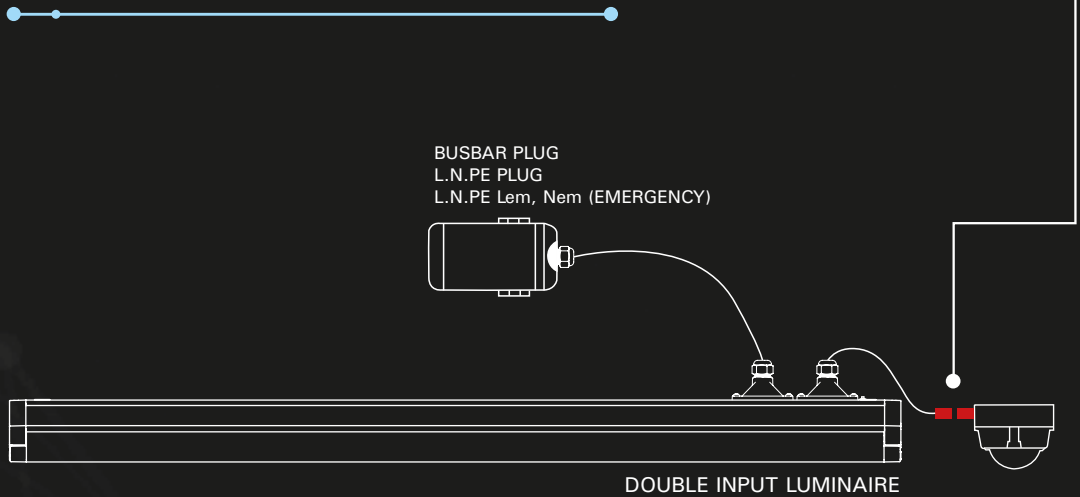 BUSBAR PLUG
L.N.PE PLUG
L.N.PE Lem, Nem (EMERGENCY)
DOUBLE INPUT LUMINAIRE